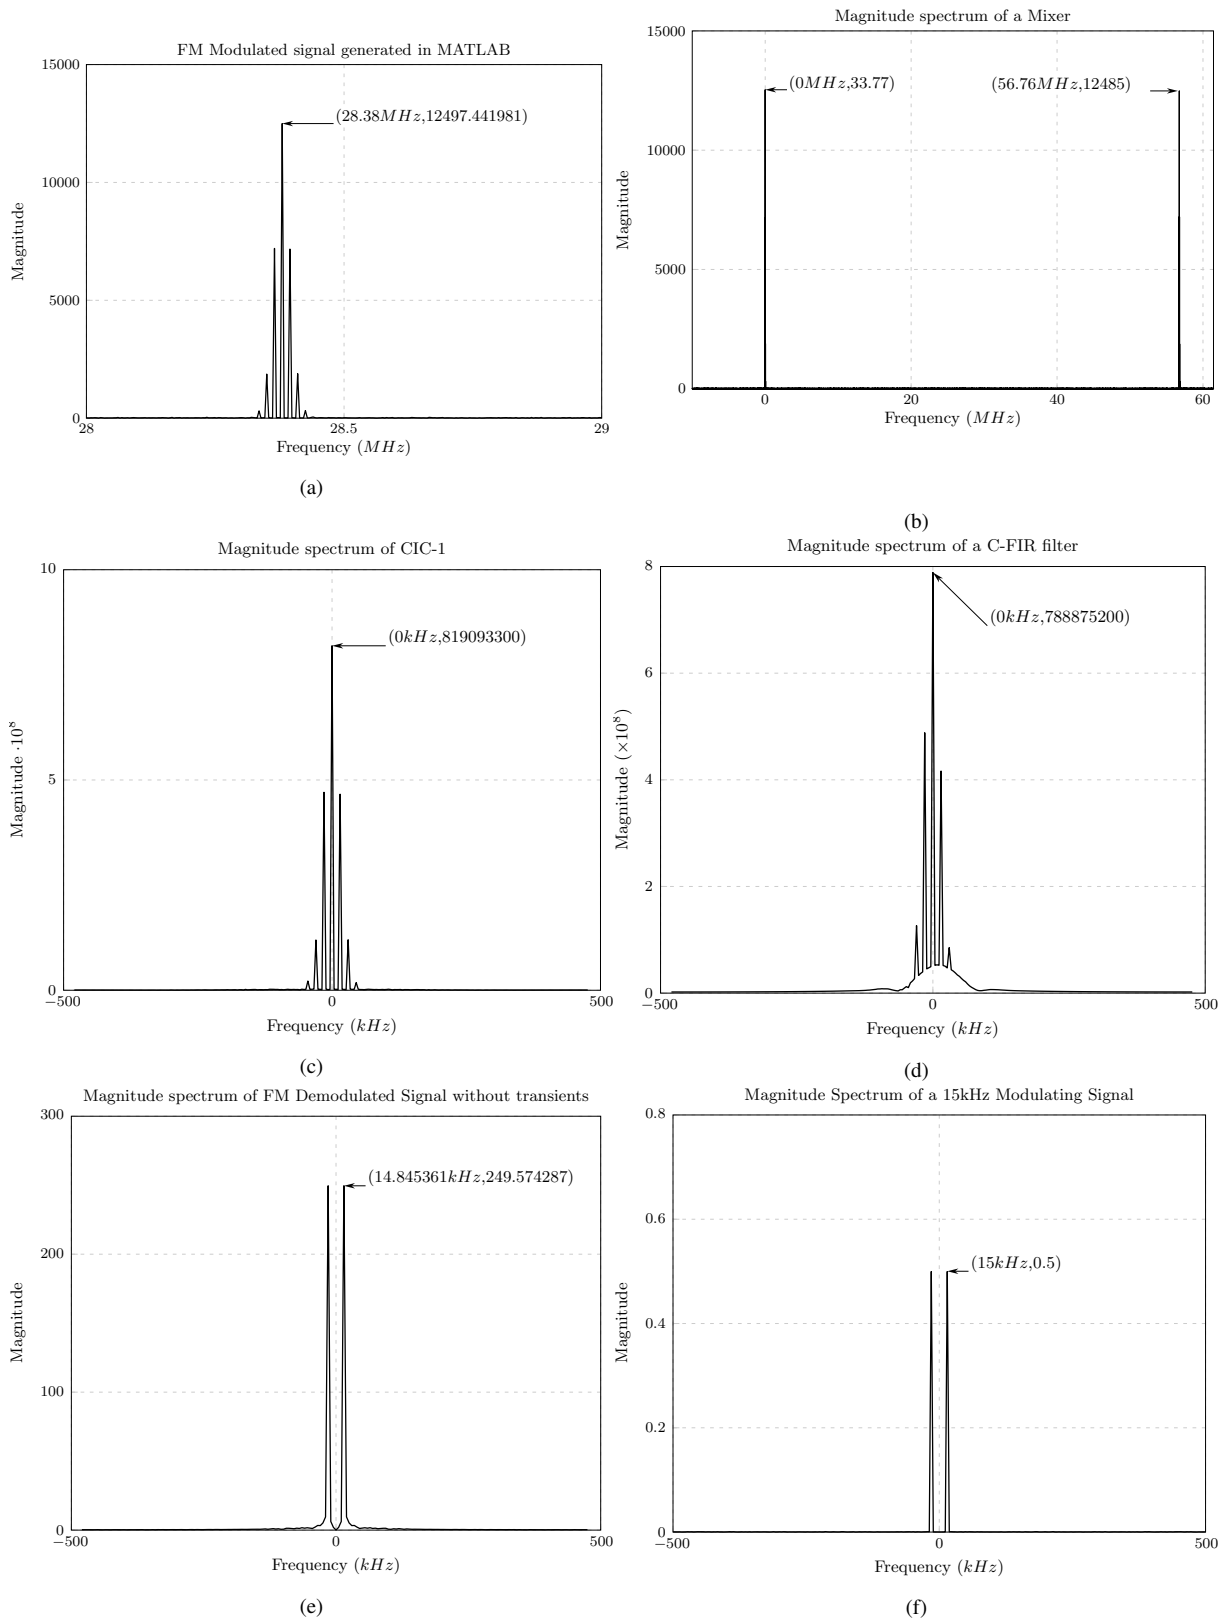 FM Modulated signal generated in MATLAB
15000
10000
5000
0
Magnitude
(28.38MHz,12497.441981)
28
28.5
29
Frequency (MHz)
(a)
Magnitude spectrum of a Mixer
15000
10000
5000
0
Magnitude
(0MHz,33.77)
(56.76MHz,12485)
0
20
40
60
Frequency (MHz)
(b)
Magnitude spectrum of CIC-1
10
5
0
Magnitude ·10⁸
(0kHz,819093300)
−500
0
500
Frequency (kHz)
(c)
Magnitude spectrum of a C-FIR filter
8
6
4
2
0
Magnitude (×10⁸)
(0kHz,788875200)
−500
0
500
Frequency (kHz)
(d)
Magnitude spectrum of FM Demodulated Signal without transients
300
200
100
0
Magnitude
(14.845361kHz,249.574287)
−500
0
500
Frequency (kHz)
(e)
Magnitude Spectrum of a 15kHz Modulating Signal
0.8
0.6
0.4
0.2
0
Magnitude
(15kHz,0.5)
−500
0
500
Frequency (kHz)
(f)